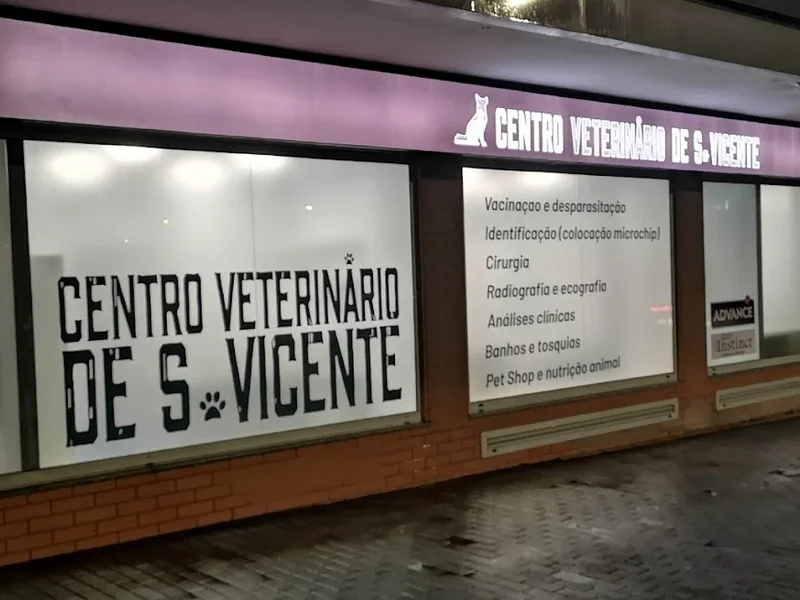 CENTRO VETERINÁRIO DE S. VICENTE
CENTRO VETERINÁRIO
DE S. VICENTE
Vacinaçao e desparasitação
Identificação (colocação microchip)
Cirurgia
Radiografia e ecografia
Análises clínicas
Banhos e tosquias
Pet Shop e nutrição animal
ADVANCE
Instinct